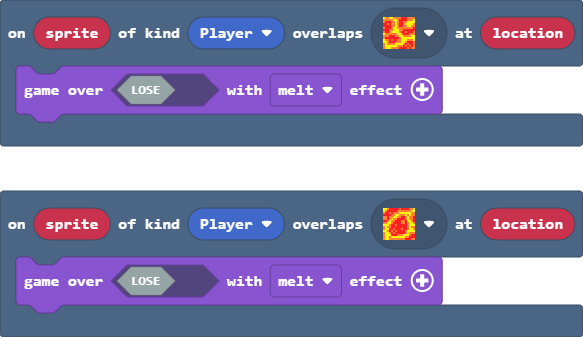 on sprite of kind Player overlaps at location
game over LOSE with melt effect
on sprite of kind Player overlaps at location
game over LOSE with melt effect